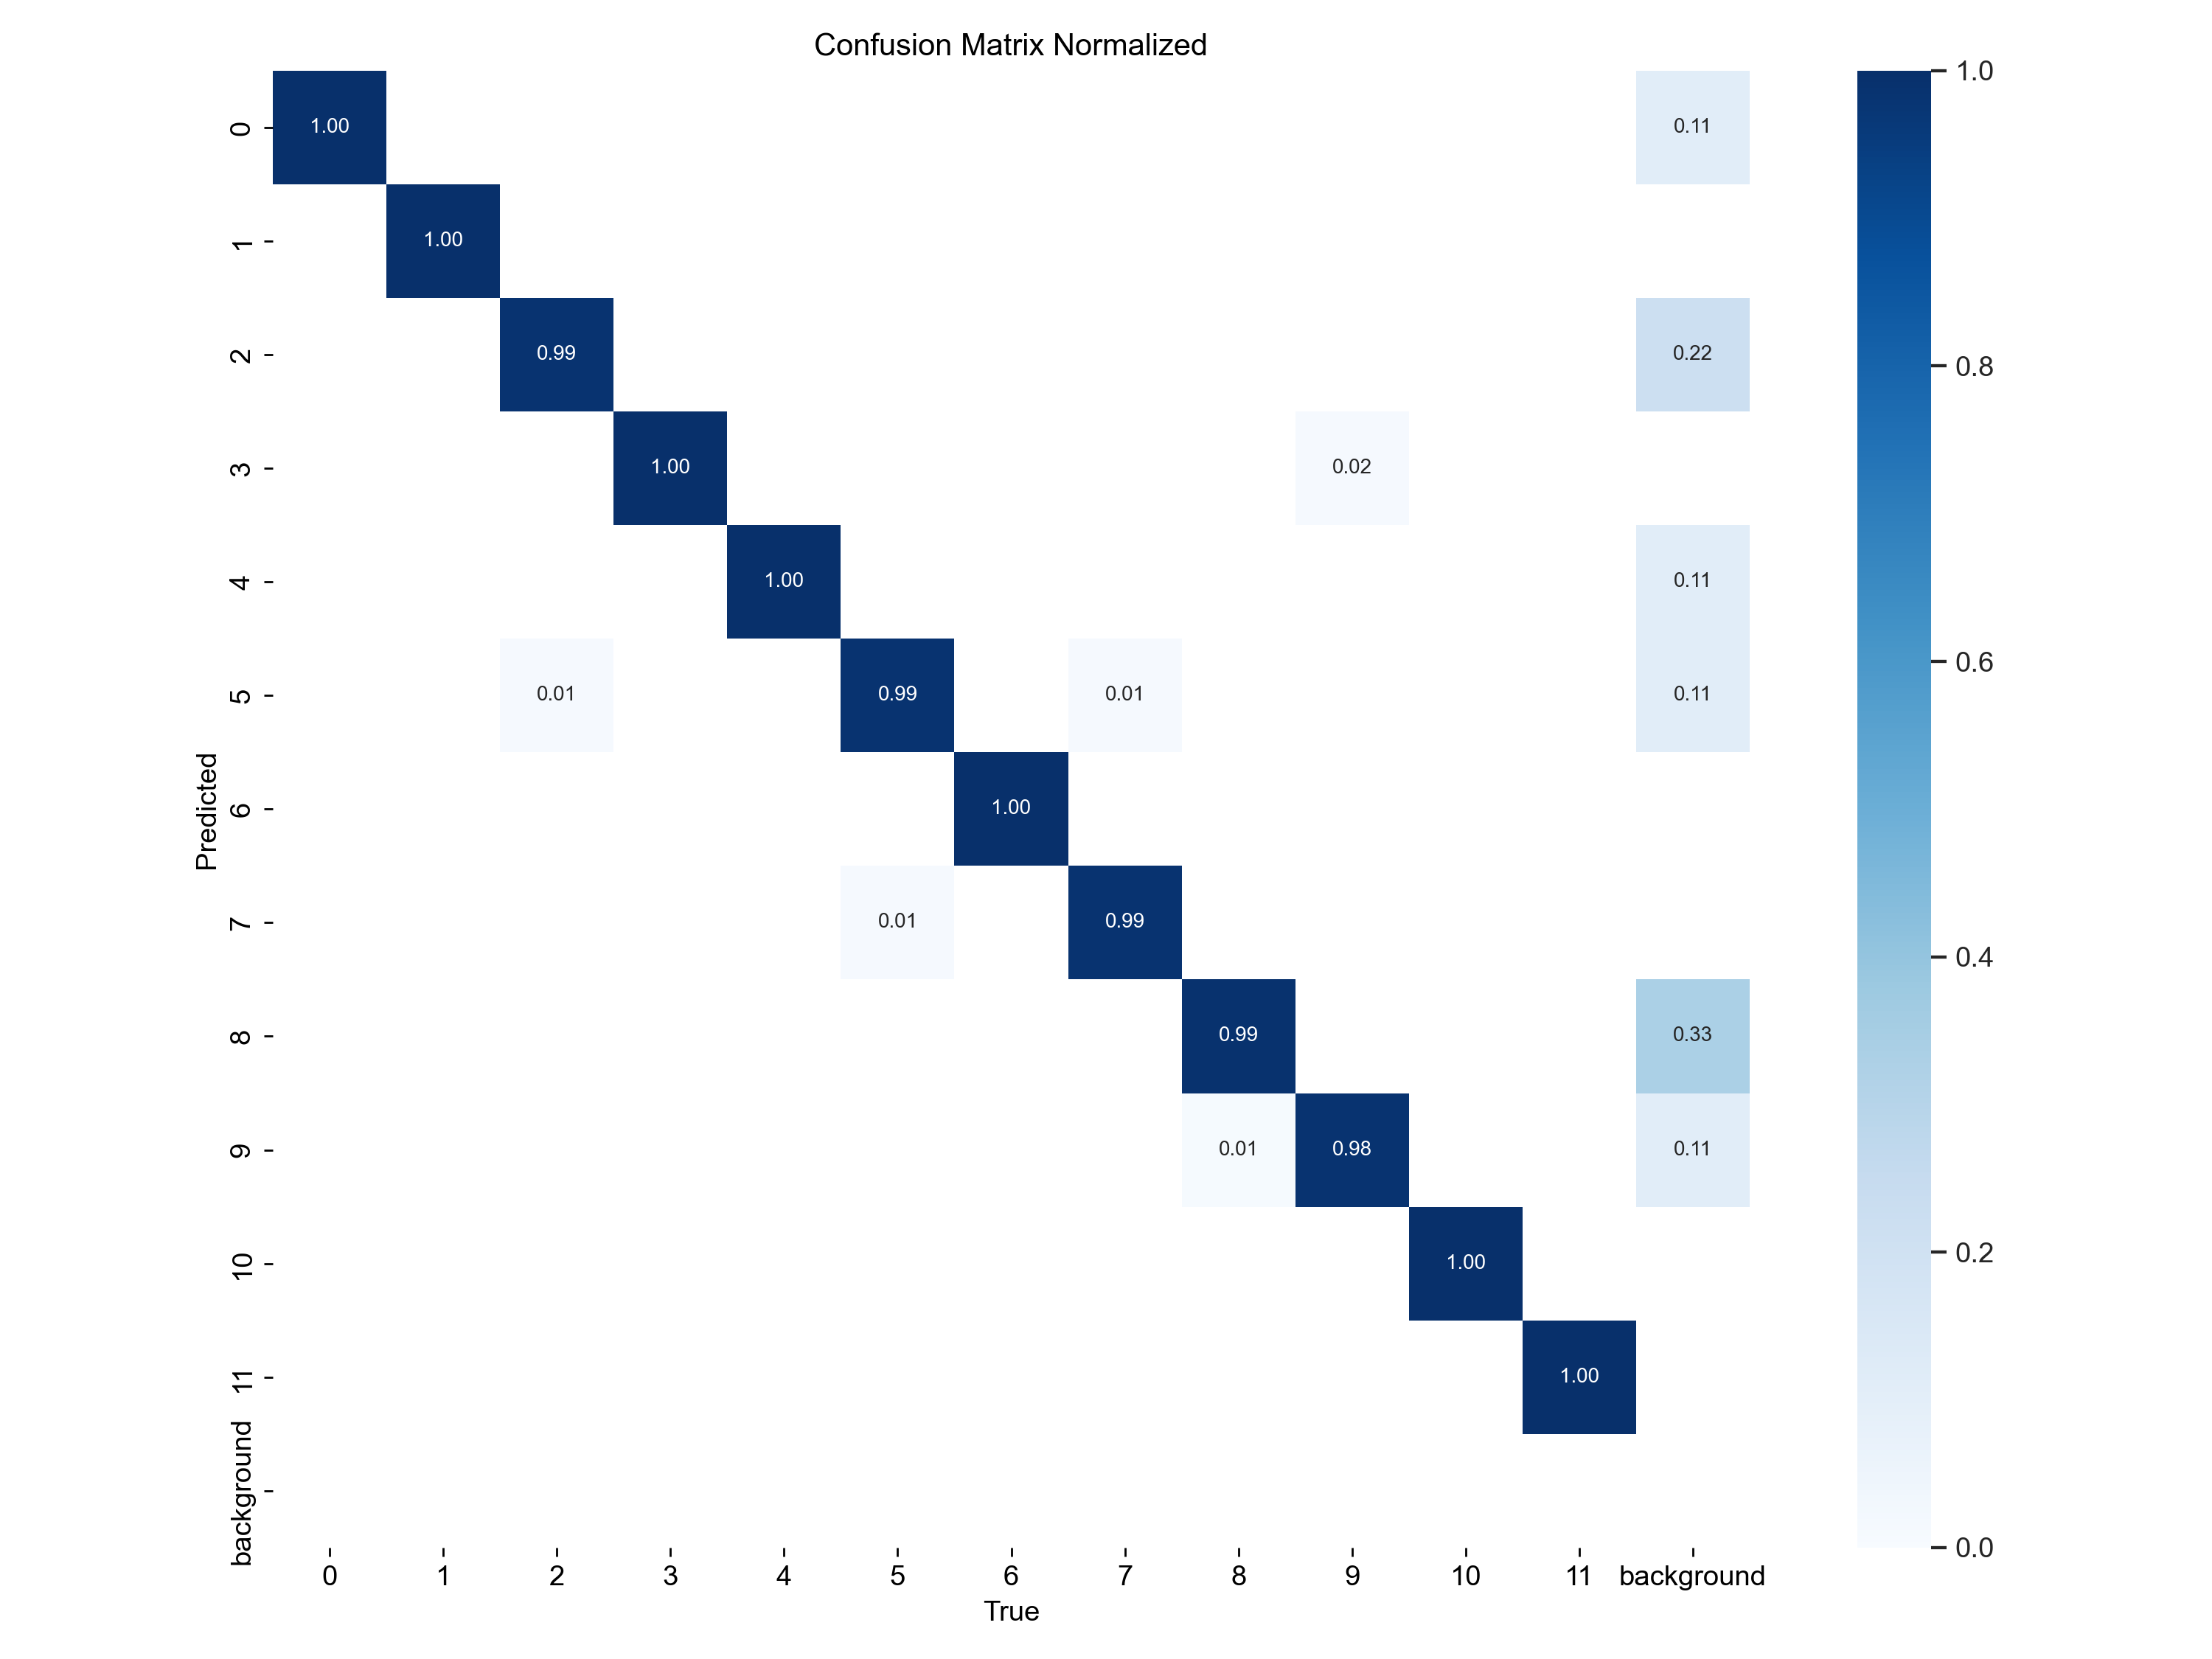 Confusion Matrix Normalized
0 1.00 0.11 1.0
1 1.00
2 0.99 0.22 0.8
3 1.00 0.02
4 1.00 0.11
5 0.01 0.99 0.01 0.11 0.6
6 1.00
Predicted
7 0.01 0.99 0.4
8 0.99 0.33
9 0.01 0.98 0.11
10 1.00 0.2
11 1.00
background 0.0
0 1 2 3 4 5 6 7 8 9 10 11 background
True